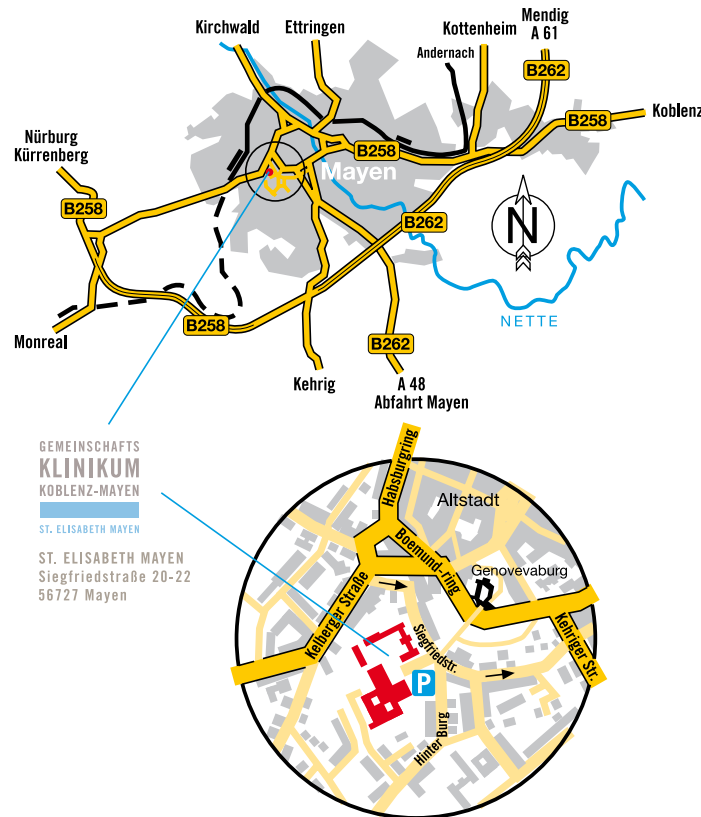 Mendig
A 61
Kirchwald
Ettringen
Kottenheim
Andernach
B262
Koblenz
B258
Nürburg
Kürrenberg
B258
Mayen
B258
B262
N
NETTE
B258
Monreal
B262
Kehrig
A 48
Abfahrt Mayen
GEMEINSCHAFTS
KLINIKUM
KOBLENZ-MAYEN
ST. ELISABETH MAYEN
ST. ELISABETH MAYEN
Siegfriedstraße 20-22
56727 Mayen
Habsburgring
Altstadt
Boemund-ring
Genovevaburg
Kelberger Straße
Siegfriedstr.
Kehriger Str.
P
Hinter Burg